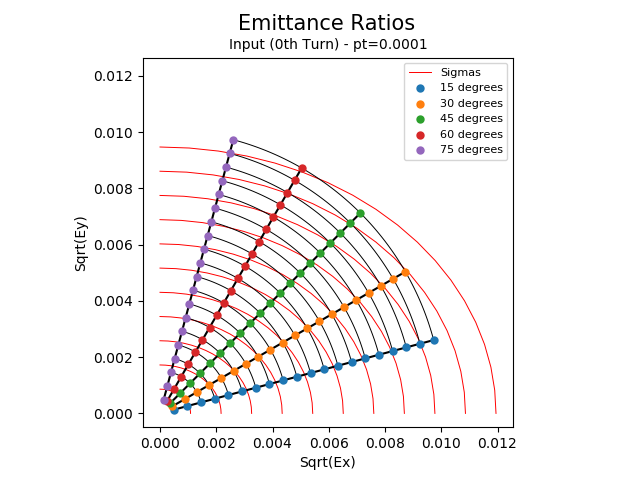 Emittance Ratios
Input (0th Turn) - pt=0.0001
Sigmas
15 degrees
30 degrees
45 degrees
60 degrees
75 degrees
0.012
0.010
0.008
0.006
0.004
0.002
0.000
Sqrt(Ey)
0.000 0.002 0.004 0.006 0.008 0.010 0.012
Sqrt(Ex)